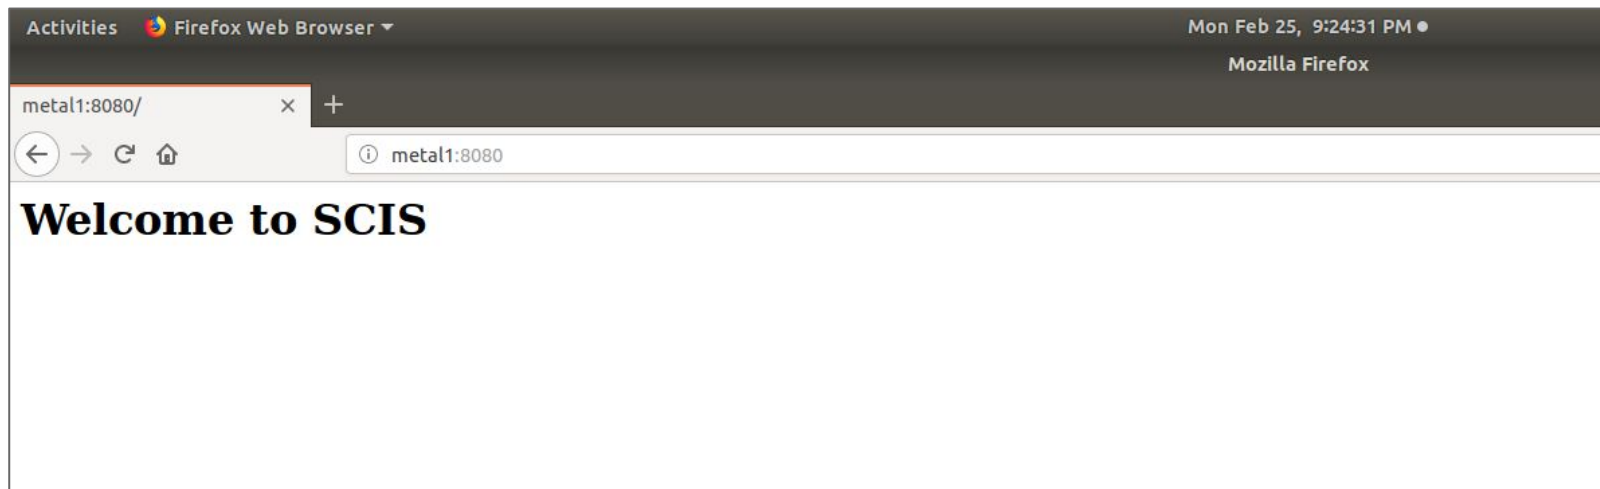 Activities Firefox Web Browser Mon Feb 25, 9:24:31 PM
Mozilla Firefox
metal1:8080/
metal1:8080
Welcome to SCIS